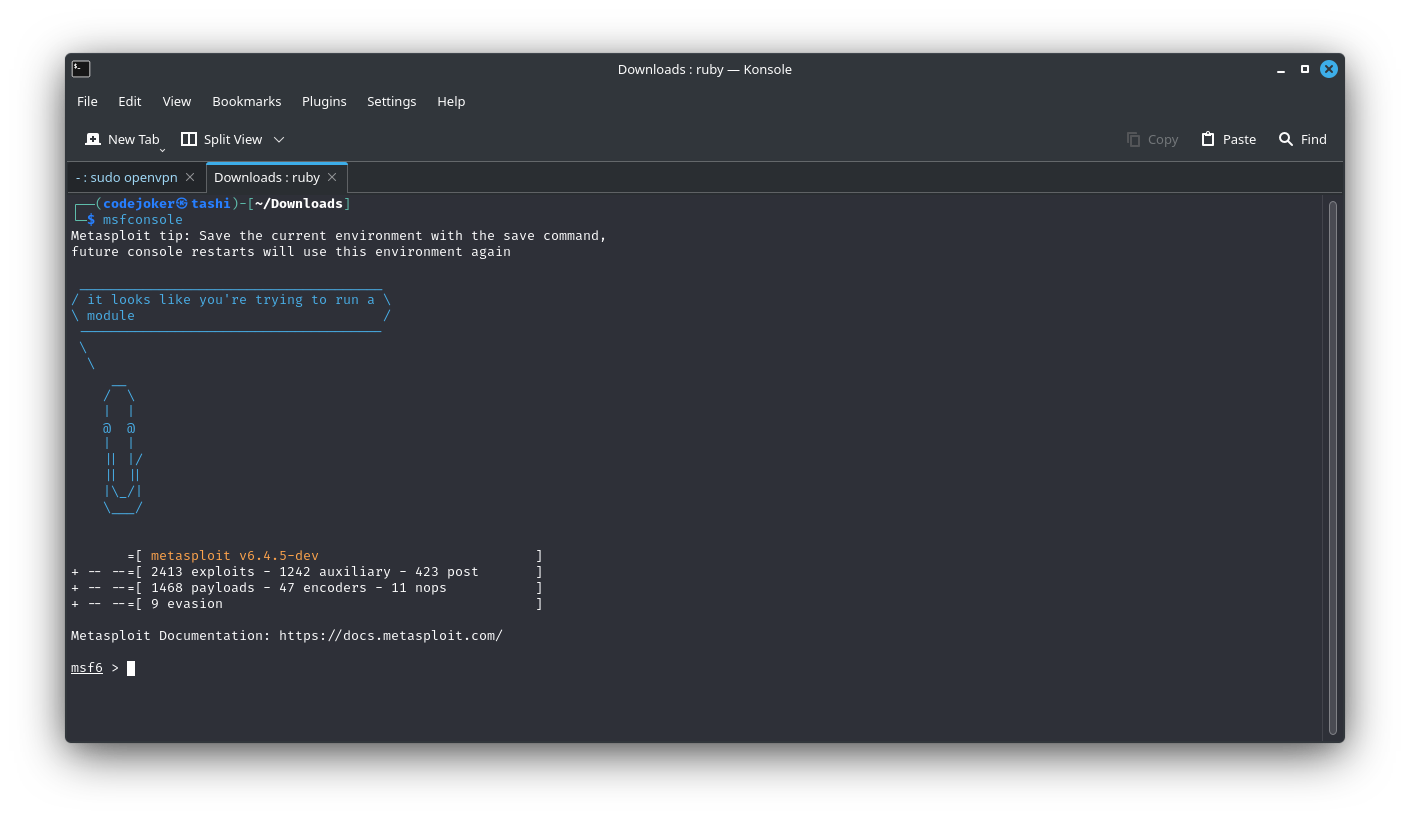 Downloads : ruby — Konsole
File Edit View Bookmarks Plugins Settings Help
New Tab Split View Copy Paste Find
- : sudo openvpn Downloads : ruby
┌──(codejoker㉿tashi)-[~/Downloads]
└─$ msfconsole
Metasploit tip: Save the current environment with the save command,
future console restarts will use this environment again
 ______________________________________
/ it looks like you're trying to run a \
\ module                               /
 --------------------------------------
 \
  \
     __
    /  \
    |  |
    @  @
    |  |
    || |/
    || ||
    |\_/|
    \___/
       =[ metasploit v6.4.5-dev                           ]
+ -- --=[ 2413 exploits - 1242 auxiliary - 423 post       ]
+ -- --=[ 1468 payloads - 47 encoders - 11 nops           ]
+ -- --=[ 9 evasion                                       ]
Metasploit Documentation: https://docs.metasploit.com/
msf6 >